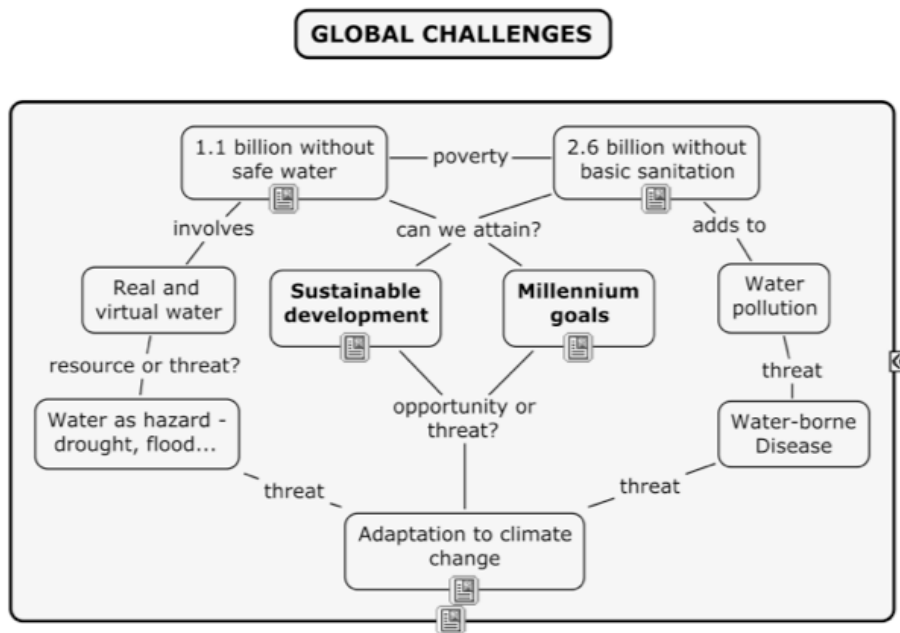 GLOBAL CHALLENGES
1.1 billion without
safe water
poverty
2.6 billion without
basic sanitation
involves
can we attain?
adds to
Real and
virtual water
Sustainable
development
Millennium
goals
Water
pollution
resource or threat?
threat
Water as hazard -
drought, flood...
opportunity or
threat?
Water-borne
Disease
threat
threat
Adaptation to climate
change